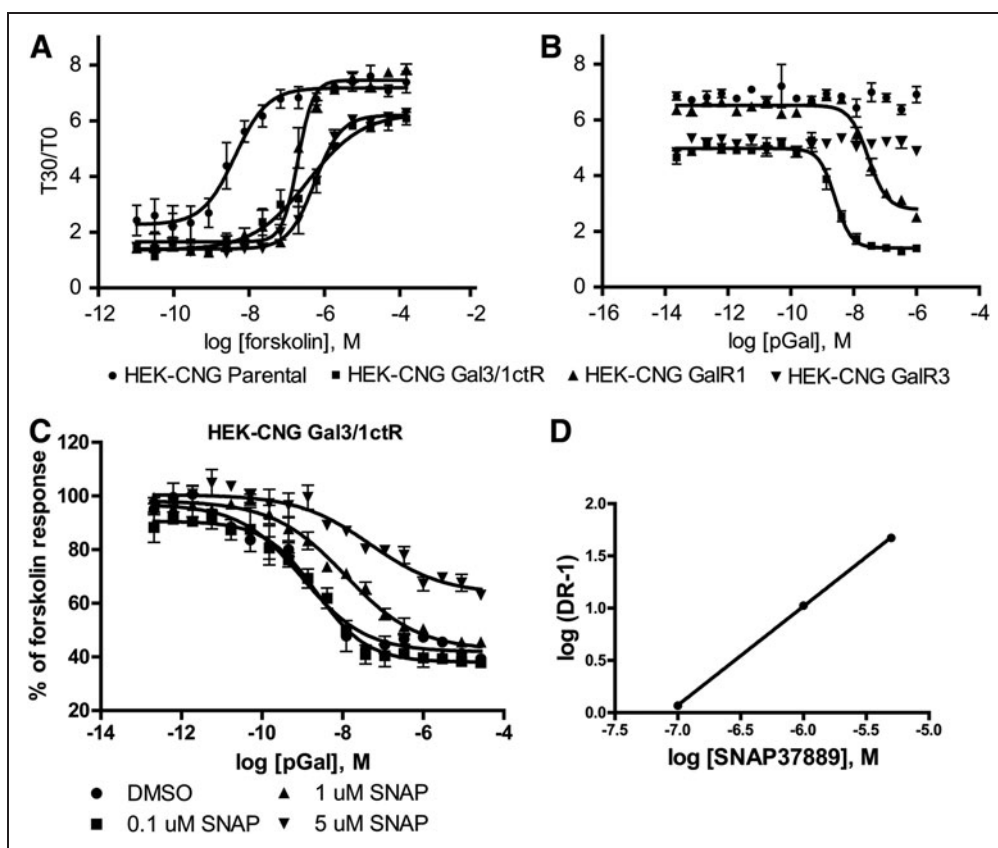 A
T30/T0
8
6
4
2
0
-12 -10 -8 -6 -4 -2
log [forskolin], M
B
8
6
4
2
0
-16 -14 -12 -10 -8 -6 -4
log [pGal], M
HEK-CNG Parental HEK-CNG Gal3/1ctR HEK-CNG GalR1 HEK-CNG GalR3
C
HEK-CNG Gal3/1ctR
% of forskolin response
120
100
80
60
40
20
-14 -12 -10 -8 -6 -4
log [pGal], M
DMSO
1 uM SNAP
0.1 uM SNAP
5 uM SNAP
D
log (DR-1)
2.0
1.5
1.0
0.5
0.0
-7.5 -7.0 -6.5 -6.0 -5.5 -5.0
log [SNAP37889], M